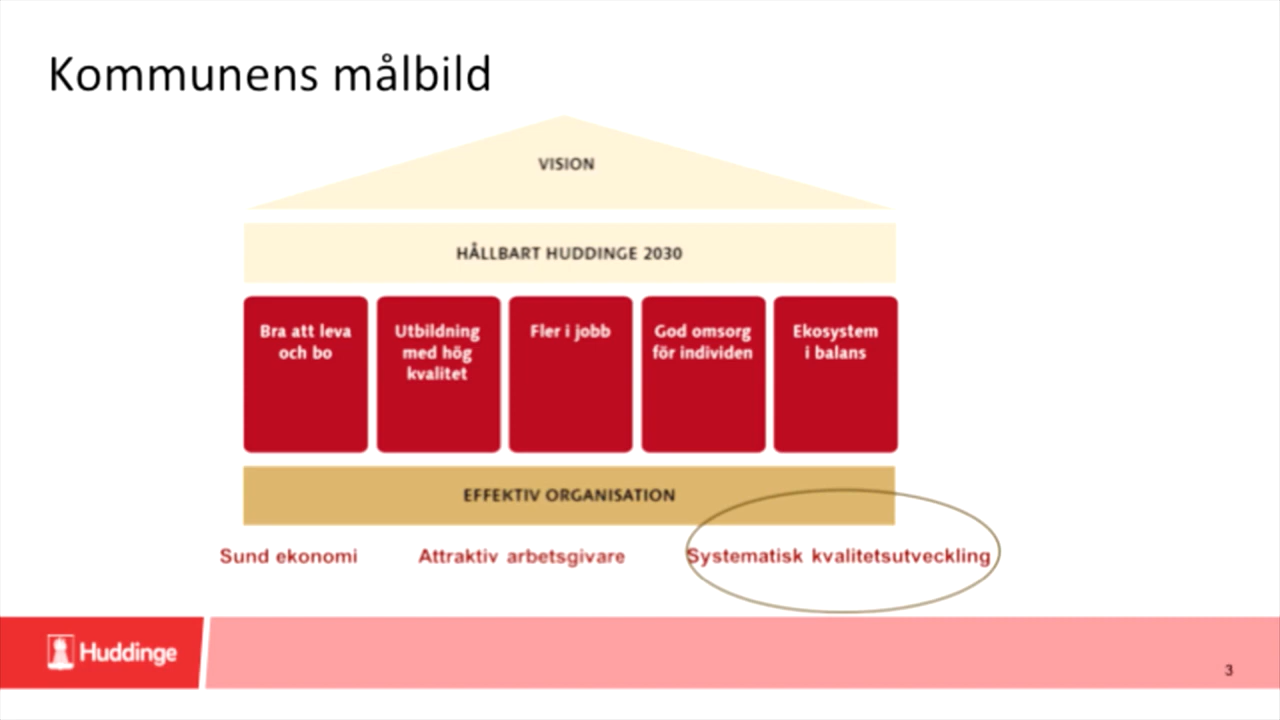 Kommunens målbild
VISION
HÅLLBART HUDDINGE 2030
Bra att leva
och bo
Utbildning
med hög
kvalitet
Fler i jobb
God omsorg
för individen
Ekosystem
i balans
EFFEKTIV ORGANISATION
Sund ekonomi
Attraktiv arbetsgivare
Systematisk kvalitetsutveckling
Huddinge
3